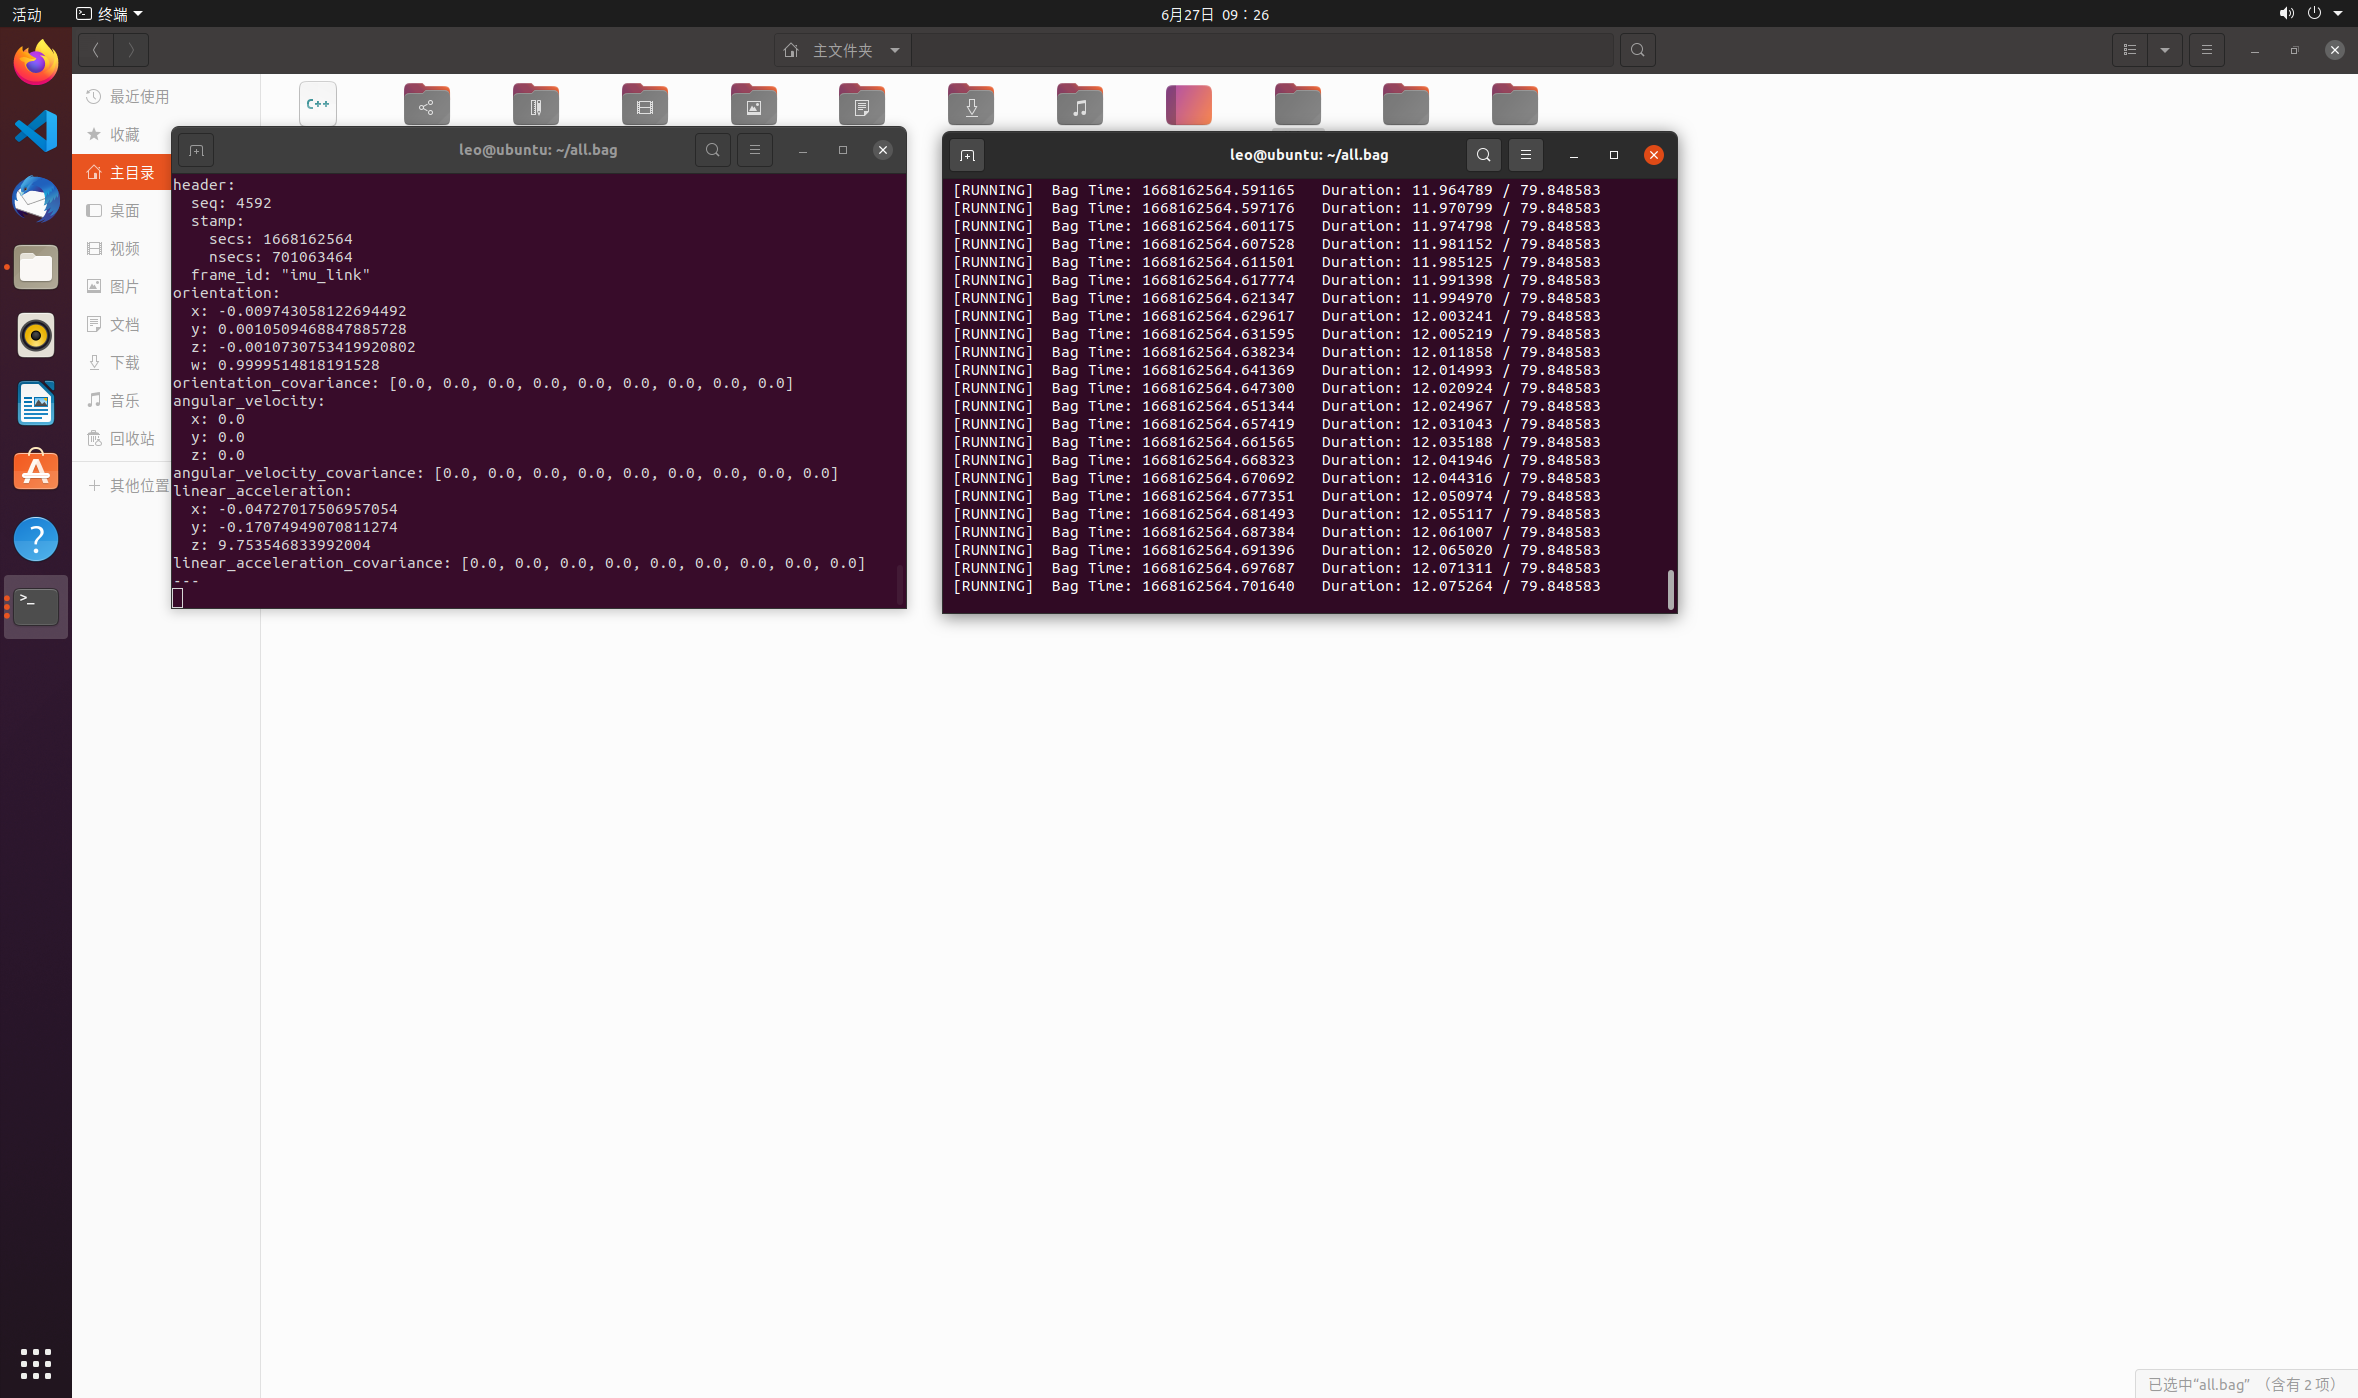 活动
终端
6月27日 09：26
主文件夹
最近使用
收藏
主目录
桌面
视频
图片
文档
下载
音乐
回收站
其他位置
C++
leo@ubuntu: ~/all.bag
header:
seq: 4592
stamp:
secs: 1668162564
nsecs: 701063464
frame_id: "imu_link"
orientation:
x: -0.009743058122694492
y: 0.0010509468847885728
z: -0.0010730753419920802
w: 0.9999514818191528
orientation_covariance: [0.0, 0.0, 0.0, 0.0, 0.0, 0.0, 0.0, 0.0, 0.0]
angular_velocity:
x: 0.0
y: 0.0
z: 0.0
angular_velocity_covariance: [0.0, 0.0, 0.0, 0.0, 0.0, 0.0, 0.0, 0.0, 0.0]
linear_acceleration:
x: -0.04727017506957054
y: -0.17074949070811274
z: 9.753546833992004
linear_acceleration_covariance: [0.0, 0.0, 0.0, 0.0, 0.0, 0.0, 0.0, 0.0, 0.0]
---
leo@ubuntu: ~/all.bag
[RUNNING]  Bag Time: 1668162564.591165   Duration: 11.964789 / 79.848583
[RUNNING]  Bag Time: 1668162564.597176   Duration: 11.970799 / 79.848583
[RUNNING]  Bag Time: 1668162564.601175   Duration: 11.974798 / 79.848583
[RUNNING]  Bag Time: 1668162564.607528   Duration: 11.981152 / 79.848583
[RUNNING]  Bag Time: 1668162564.611501   Duration: 11.985125 / 79.848583
[RUNNING]  Bag Time: 1668162564.617774   Duration: 11.991398 / 79.848583
[RUNNING]  Bag Time: 1668162564.621347   Duration: 11.994970 / 79.848583
[RUNNING]  Bag Time: 1668162564.629617   Duration: 12.003241 / 79.848583
[RUNNING]  Bag Time: 1668162564.631595   Duration: 12.005219 / 79.848583
[RUNNING]  Bag Time: 1668162564.638234   Duration: 12.011858 / 79.848583
[RUNNING]  Bag Time: 1668162564.641369   Duration: 12.014993 / 79.848583
[RUNNING]  Bag Time: 1668162564.647300   Duration: 12.020924 / 79.848583
[RUNNING]  Bag Time: 1668162564.651344   Duration: 12.024967 / 79.848583
[RUNNING]  Bag Time: 1668162564.657419   Duration: 12.031043 / 79.848583
[RUNNING]  Bag Time: 1668162564.661565   Duration: 12.035188 / 79.848583
[RUNNING]  Bag Time: 1668162564.668323   Duration: 12.041946 / 79.848583
[RUNNING]  Bag Time: 1668162564.670692   Duration: 12.044316 / 79.848583
[RUNNING]  Bag Time: 1668162564.677351   Duration: 12.050974 / 79.848583
[RUNNING]  Bag Time: 1668162564.681493   Duration: 12.055117 / 79.848583
[RUNNING]  Bag Time: 1668162564.687384   Duration: 12.061007 / 79.848583
[RUNNING]  Bag Time: 1668162564.691396   Duration: 12.065020 / 79.848583
[RUNNING]  Bag Time: 1668162564.697687   Duration: 12.071311 / 79.848583
[RUNNING]  Bag Time: 1668162564.701640   Duration: 12.075264 / 79.848583
已选中“all.bag” （含有 2 项）